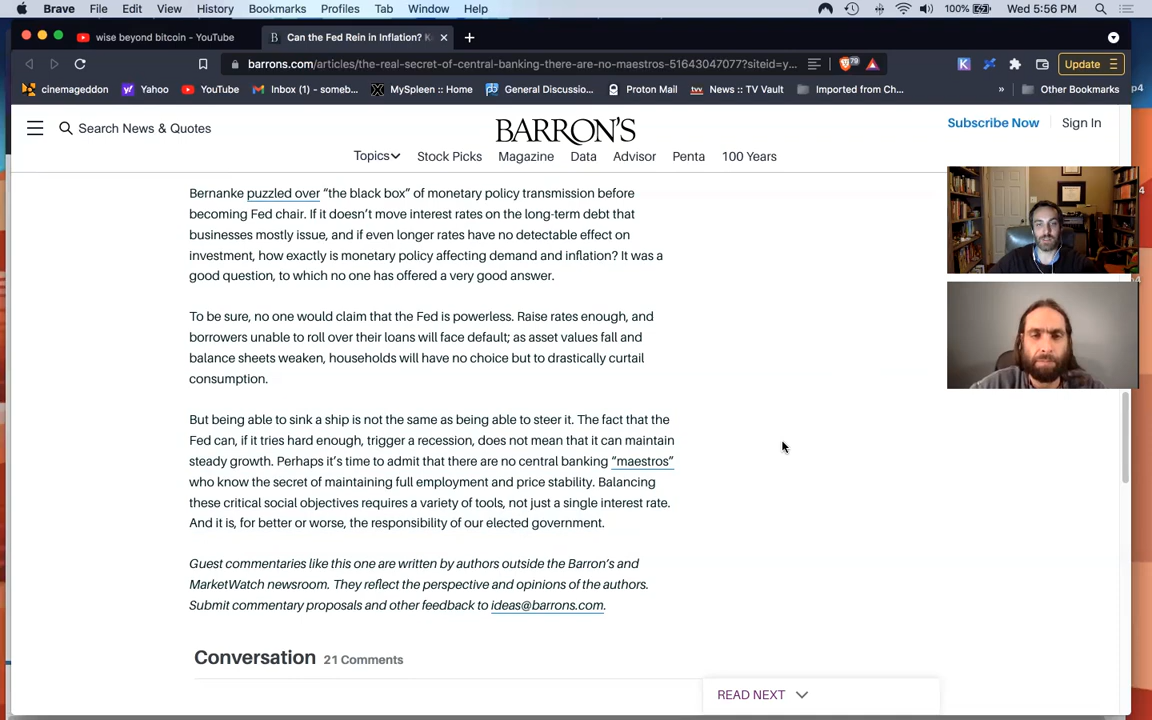 Brave File Edit View History Bookmarks Profiles Tab Window Help 100% Wed 5:56 PM
wise beyond bitcoin - YouTube
Can the Fed Rein in Inflation? K
barrons.com/articles/the-real-secret-of-central-banking-there-are-no-maestros-51643047077?siteid=y... 79 K Update
cinemageddon Yahoo YouTube Inbox (1) – someb... MySpleen :: Home General Discussio... Proton Mail News :: TV Vault Imported from Ch... » Other Bookmarks
Search News & Quotes
BARRON'S
Subscribe Now Sign In
Topics Stock Picks Magazine Data Advisor Penta 100 Years
Bernanke puzzled over “the black box” of monetary policy transmission before
becoming Fed chair. If it doesn’t move interest rates on the long-term debt that
businesses mostly issue, and if even longer rates have no detectable effect on
investment, how exactly is monetary policy affecting demand and inflation? It was a
good question, to which no one has offered a very good answer.
To be sure, no one would claim that the Fed is powerless. Raise rates enough, and
borrowers unable to roll over their loans will face default; as asset values fall and
balance sheets weaken, households will have no choice but to drastically curtail
consumption.
But being able to sink a ship is not the same as being able to steer it. The fact that the
Fed can, if it tries hard enough, trigger a recession, does not mean that it can maintain
steady growth. Perhaps it’s time to admit that there are no central banking “maestros”
who know the secret of maintaining full employment and price stability. Balancing
these critical social objectives requires a variety of tools, not just a single interest rate.
And it is, for better or worse, the responsibility of our elected government.
Guest commentaries like this one are written by authors outside the Barron’s and
MarketWatch newsroom. They reflect the perspective and opinions of the authors.
Submit commentary proposals and other feedback to ideas@barrons.com.
Conversation 21 Comments
READ NEXT